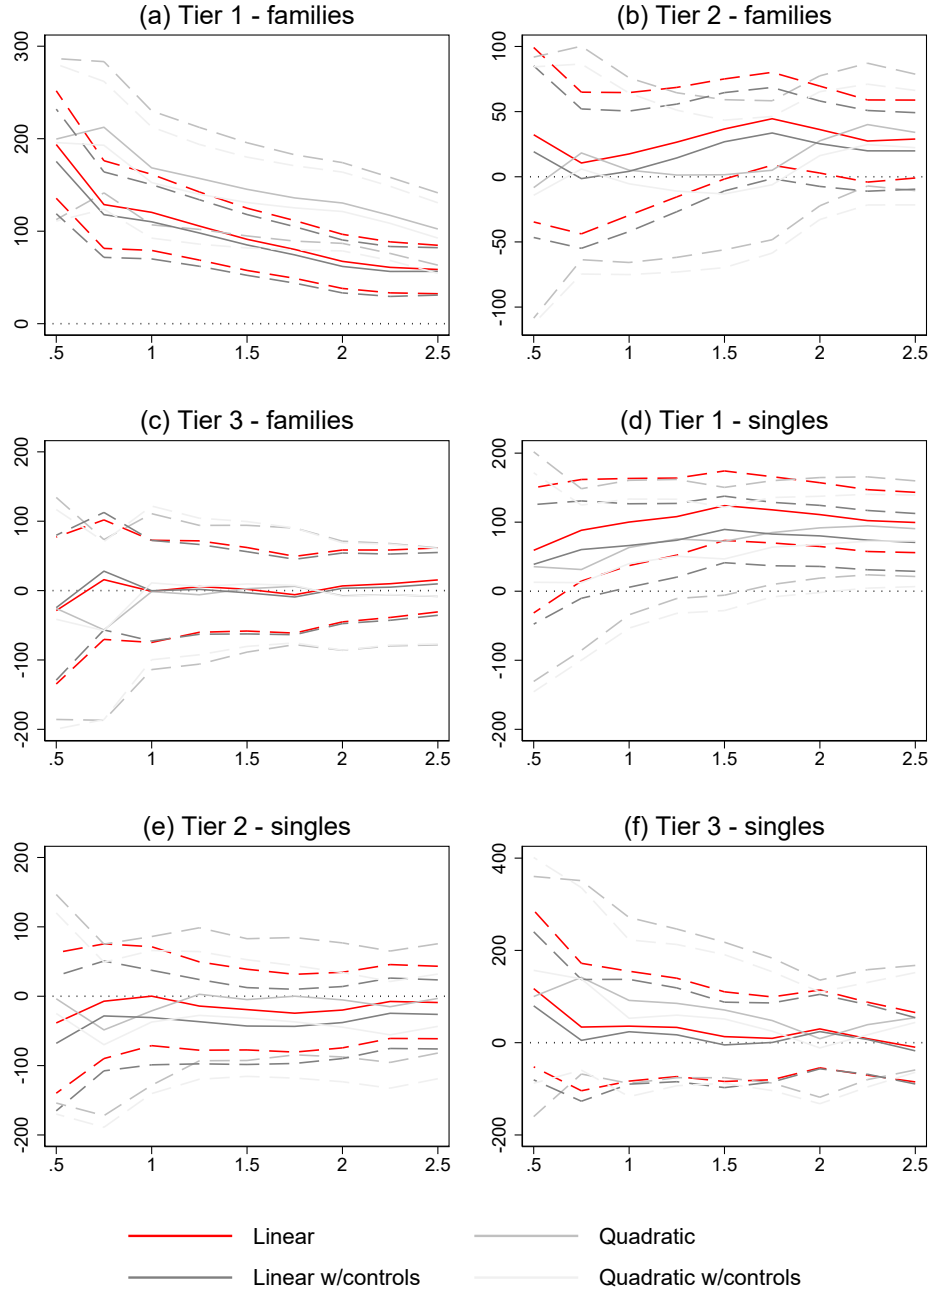 (a) Tier 1 - families
(b) Tier 2 - families
300
200
100
0
.5 1 1.5 2 2.5
100
50
0
-50
-100
.5 1 1.5 2 2.5
(c) Tier 3 - families
(d) Tier 1 - singles
200
100
0
-100
-200
.5 1 1.5 2 2.5
200
100
0
-100
-200
.5 1 1.5 2 2.5
(e) Tier 2 - singles
(f) Tier 3 - singles
200
100
0
-100
-200
.5 1 1.5 2 2.5
400
200
0
-200
.5 1 1.5 2 2.5
Linear
Quadratic
Linear w/controls
Quadratic w/controls